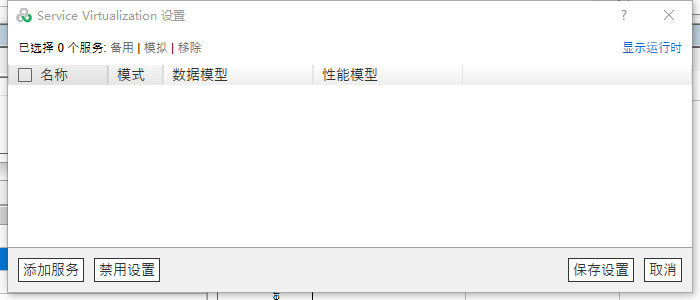 Service Virtualization 设置 ?
已选择 0 个服务: 备用 | 模拟 | 移除 显示运行时
名称 模式 数据模型 性能模型
添加服务 禁用设置 保存设置 取消
er